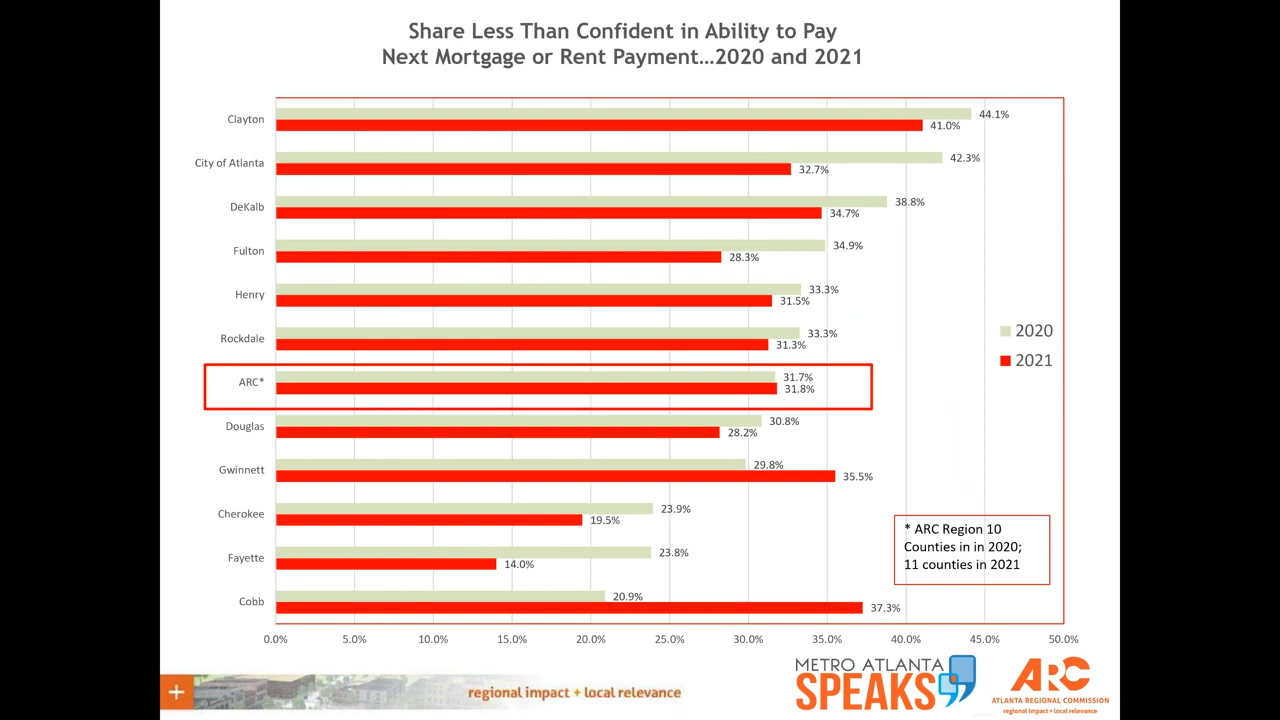 Share Less Than Confident in Ability to Pay
Next Mortgage or Rent Payment...2020 and 2021
Clayton
44.1%
41.0%
City of Atlanta
42.3%
32.7%
DeKalb
38.8%
34.7%
Fulton
34.9%
28.3%
Henry
33.3%
31.5%
Rockdale
33.3%
31.3%
ARC*
31.7%
31.8%
Douglas
30.8%
28.2%
Gwinnett
29.8%
35.5%
Cherokee
23.9%
19.5%
Fayette
23.8%
14.0%
Cobb
20.9%
37.3%
2020
2021
* ARC Region 10
Counties in in 2020;
11 counties in 2021
0.0% 5.0% 10.0% 15.0% 20.0% 25.0% 30.0% 35.0% 40.0% 45.0% 50.0%
+
regional impact + local relevance
METRO ATLANTA
SPEAKS
ARC
ATLANTA REGIONAL COMMISSION
regional impact + local relevance